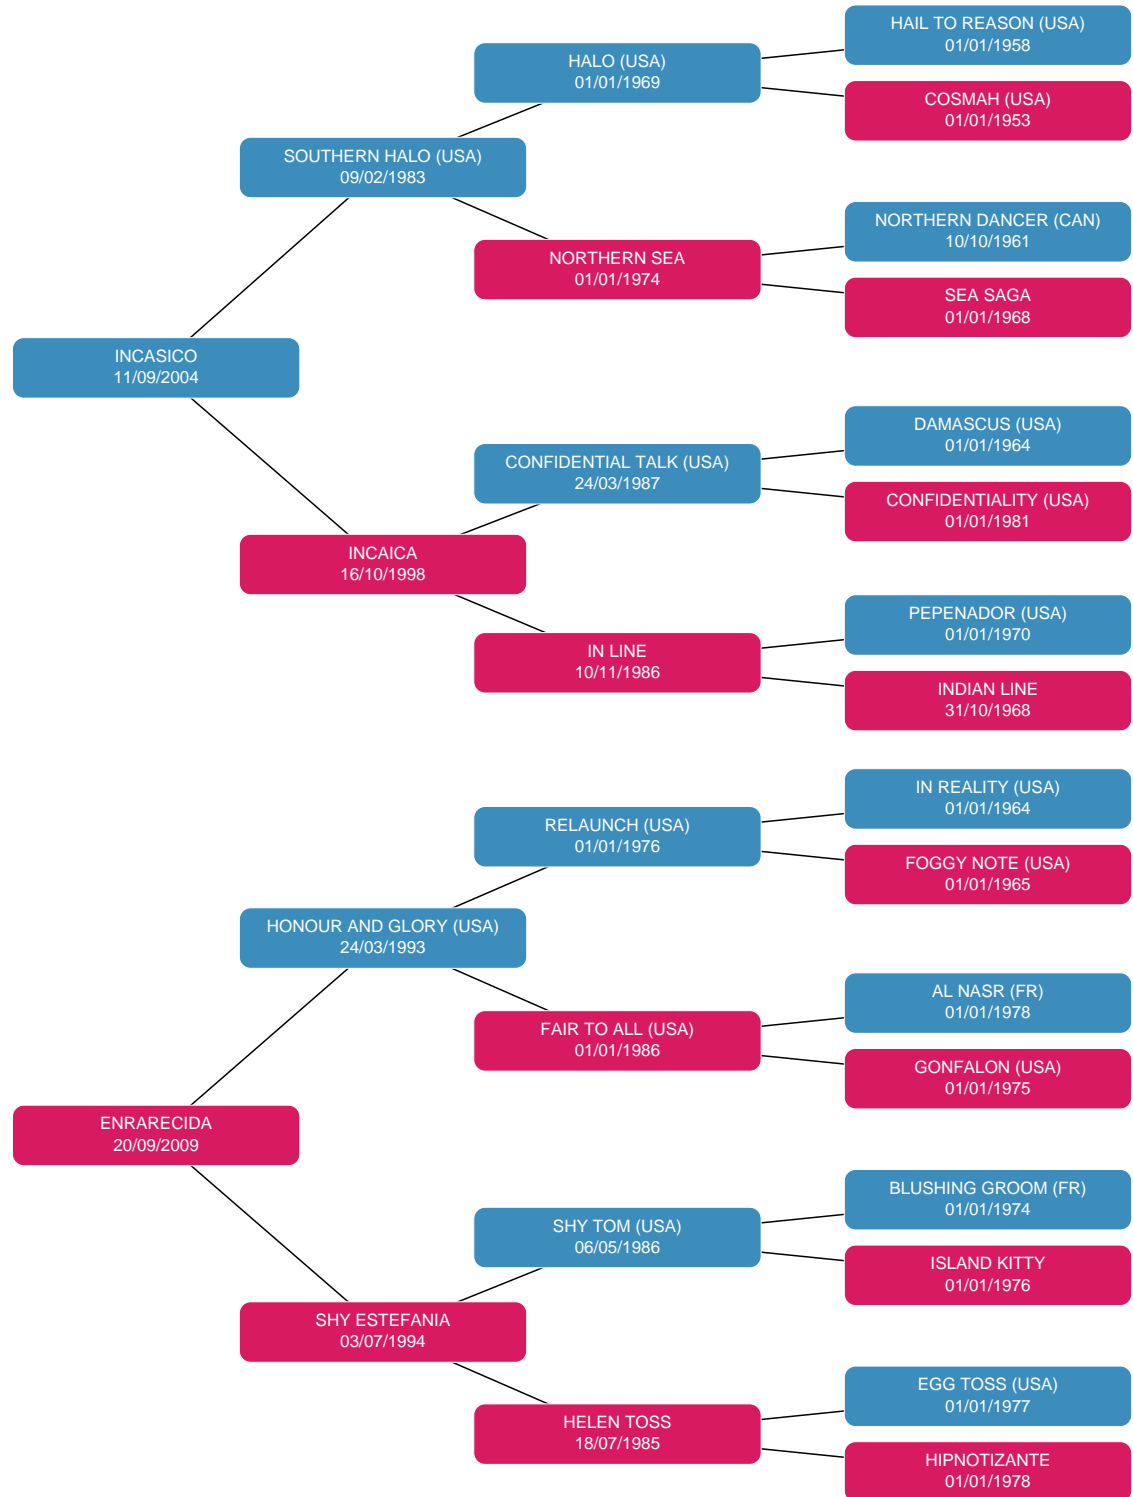 HAIL TO REASON (USA)
01/01/1958
HALO (USA)
01/01/1969
COSMAH (USA)
01/01/1953
SOUTHERN HALO (USA)
09/02/1983
NORTHERN DANCER (CAN)
10/10/1961
NORTHERN SEA
01/01/1974
SEA SAGA
01/01/1968
INCASICO
11/09/2004
DAMASCUS (USA)
01/01/1964
CONFIDENTIAL TALK (USA)
24/03/1987
CONFIDENTIALITY (USA)
01/01/1981
INCAICA
16/10/1998
PEPENADOR (USA)
01/01/1970
IN LINE
10/11/1986
INDIAN LINE
31/10/1968
IN REALITY (USA)
01/01/1964
RELAUNCH (USA)
01/01/1976
FOGGY NOTE (USA)
01/01/1965
HONOUR AND GLORY (USA)
24/03/1993
AL NASR (FR)
01/01/1978
FAIR TO ALL (USA)
01/01/1986
GONFALON (USA)
01/01/1975
ENRARECIDA
20/09/2009
BLUSHING GROOM (FR)
01/01/1974
SHY TOM (USA)
06/05/1986
ISLAND KITTY
01/01/1976
SHY ESTEFANIA
03/07/1994
EGG TOSS (USA)
01/01/1977
HELEN TOSS
18/07/1985
HIPNOTIZANTE
01/01/1978